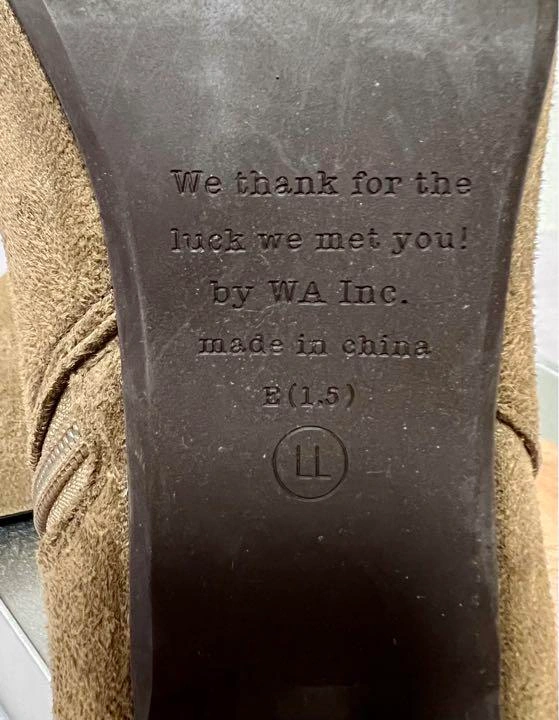 We thank for the
luck we met you!
by WA Inc.
made in china
E(1.5)
LL